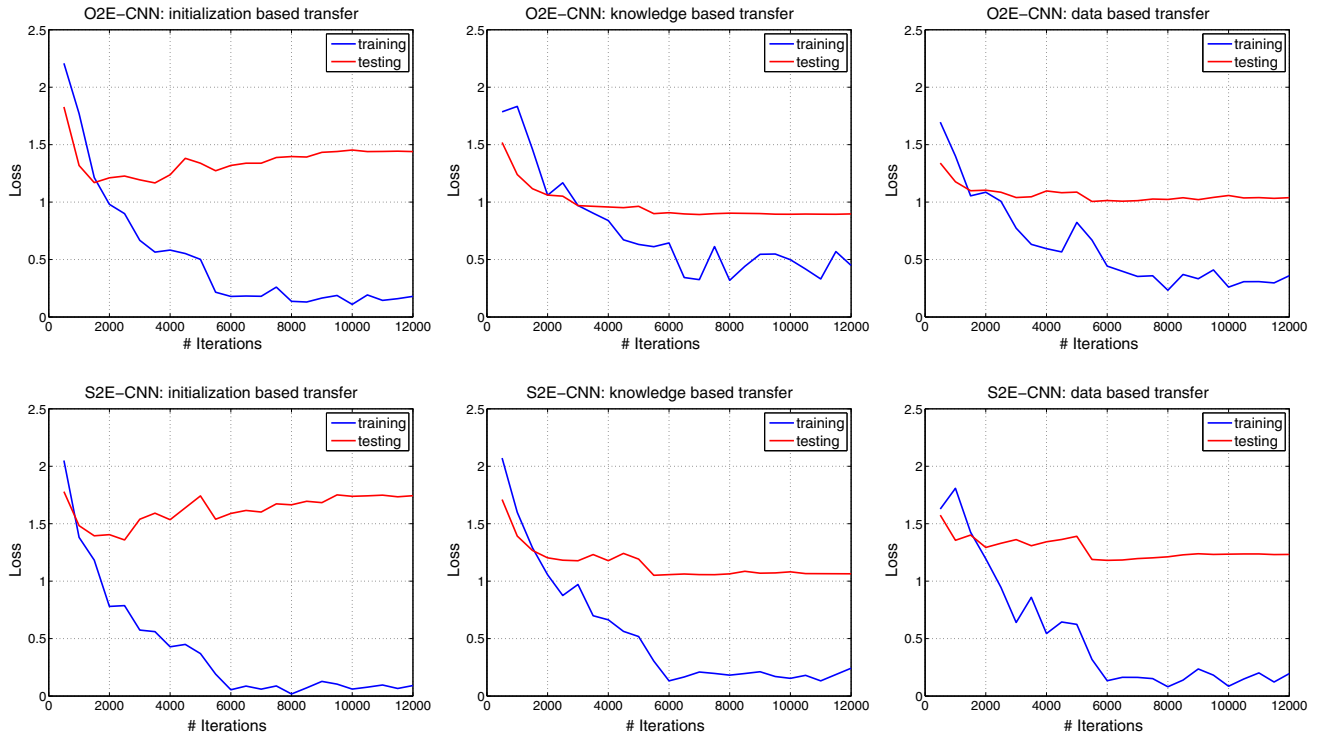 O2E−CNN: initialization based transfer
2.5
2
1.5
1
0.5
0
Loss
training
testing
0 2000 4000 6000 8000 10000 12000
# Iterations
O2E−CNN: knowledge based transfer
2.5
2
1.5
1
0.5
0
Loss
training
testing
0 2000 4000 6000 8000 10000 12000
# Iterations
O2E−CNN: data based transfer
2.5
2
1.5
1
0.5
0
Loss
training
testing
0 2000 4000 6000 8000 10000 12000
# Iterations
S2E−CNN: initialization based transfer
2.5
2
1.5
1
0.5
0
Loss
training
testing
0 2000 4000 6000 8000 10000 12000
# Iterations
S2E−CNN: knowledge based transfer
2.5
2
1.5
1
0.5
0
Loss
training
testing
0 2000 4000 6000 8000 10000 12000
# Iterations
S2E−CNN: data based transfer
2.5
2
1.5
1
0.5
0
Loss
training
testing
0 2000 4000 6000 8000 10000 12000
# Iterations